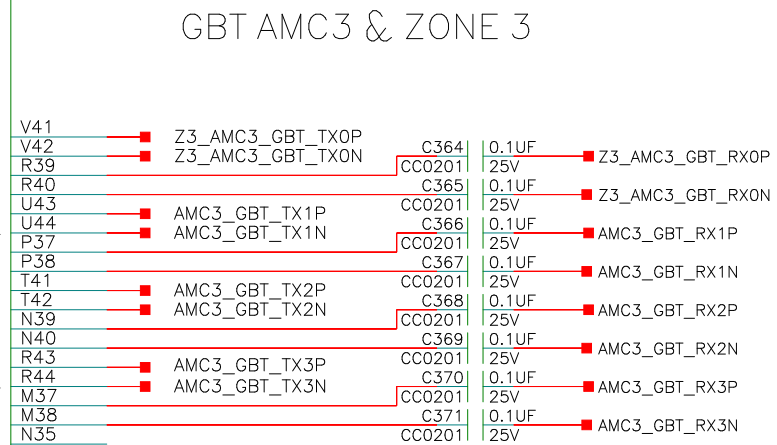 GBT AMC3 & ZONE 3
V41
Z3_AMC3_GBT_TX0P
V42
Z3_AMC3_GBT_TX0N
C364 0.1UF
Z3_AMC3_GBT_RX0P
R39
CC0201 25V
R40
C365 0.1UF
Z3_AMC3_GBT_RX0N
U43
CC0201 25V
AMC3_GBT_TX1P
U44
AMC3_GBT_TX1N
C366 0.1UF
AMC3_GBT_RX1P
P37
CC0201 25V
P38
C367 0.1UF
AMC3_GBT_RX1N
T41
CC0201 25V
AMC3_GBT_TX2P
T42
AMC3_GBT_TX2N
C368 0.1UF
AMC3_GBT_RX2P
N39
CC0201 25V
N40
C369 0.1UF
AMC3_GBT_RX2N
R43
CC0201 25V
AMC3_GBT_TX3P
R44
AMC3_GBT_TX3N
C370 0.1UF
AMC3_GBT_RX3P
M37
CC0201 25V
M38
C371 0.1UF
AMC3_GBT_RX3N
N35
CC0201 25V